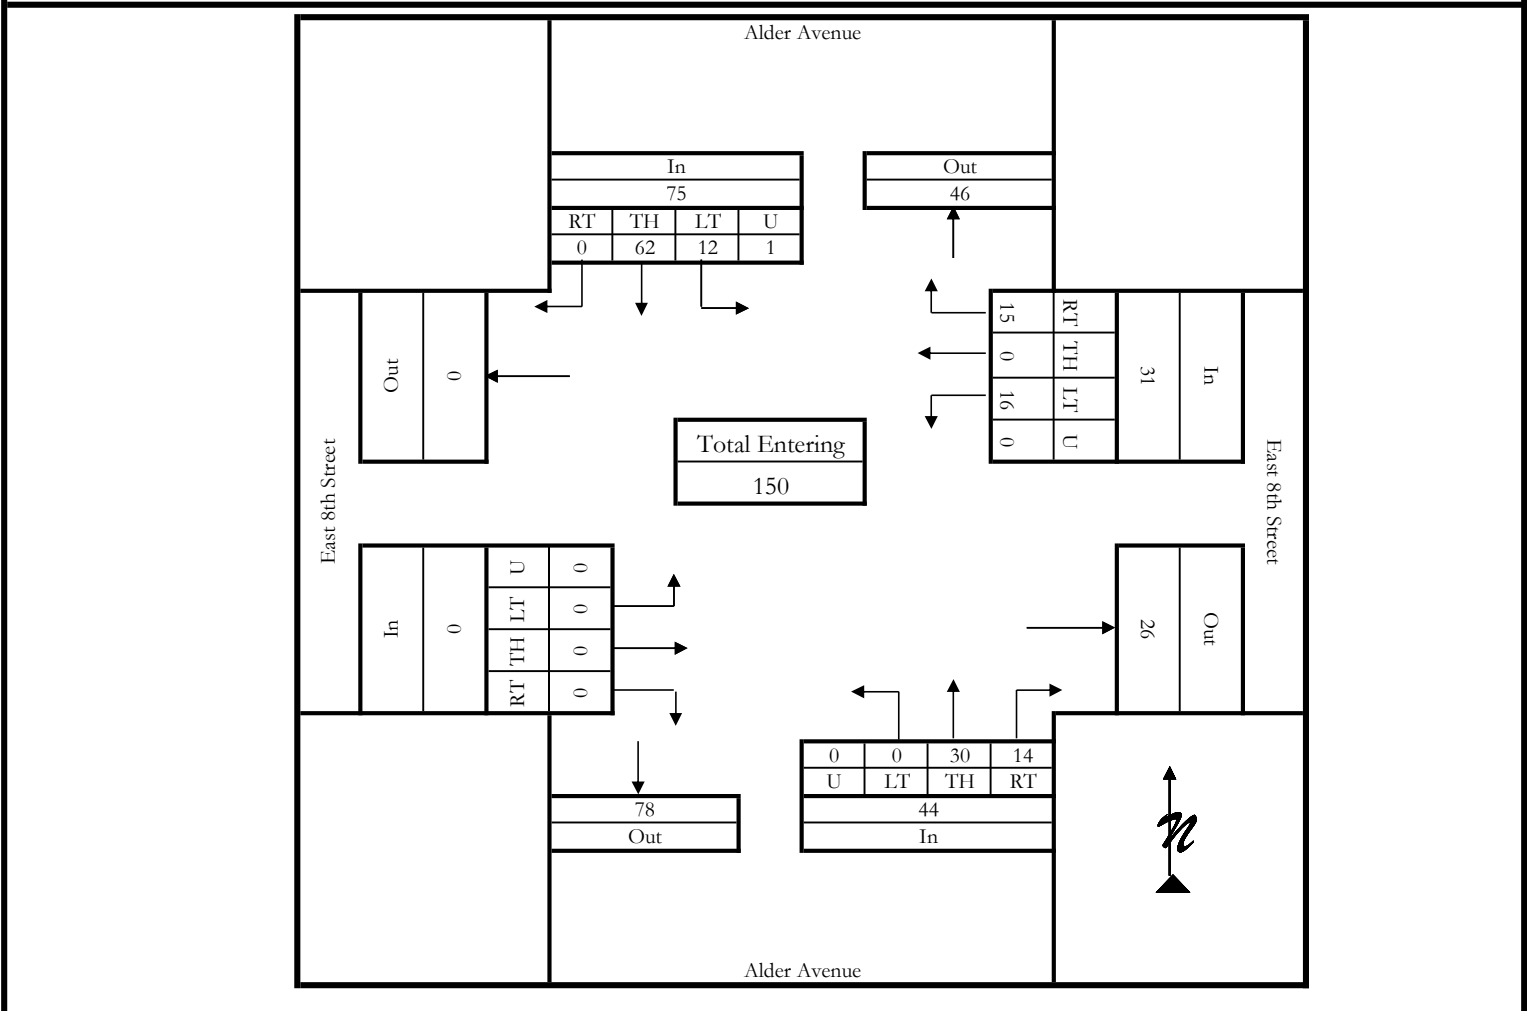 Alder Avenue
In
75
RT TH LT U
0 62 12 1
Out
46
Out
0
15 RT
0 TH
16 LT
0 U
31
In
Total Entering
150
East 8th Street
East 8th Street
In
0
U 0
LT 0
TH 0
RT 0
26
Out
78
Out
0 0 30 14
U LT TH RT
44
In
n
Alder Avenue